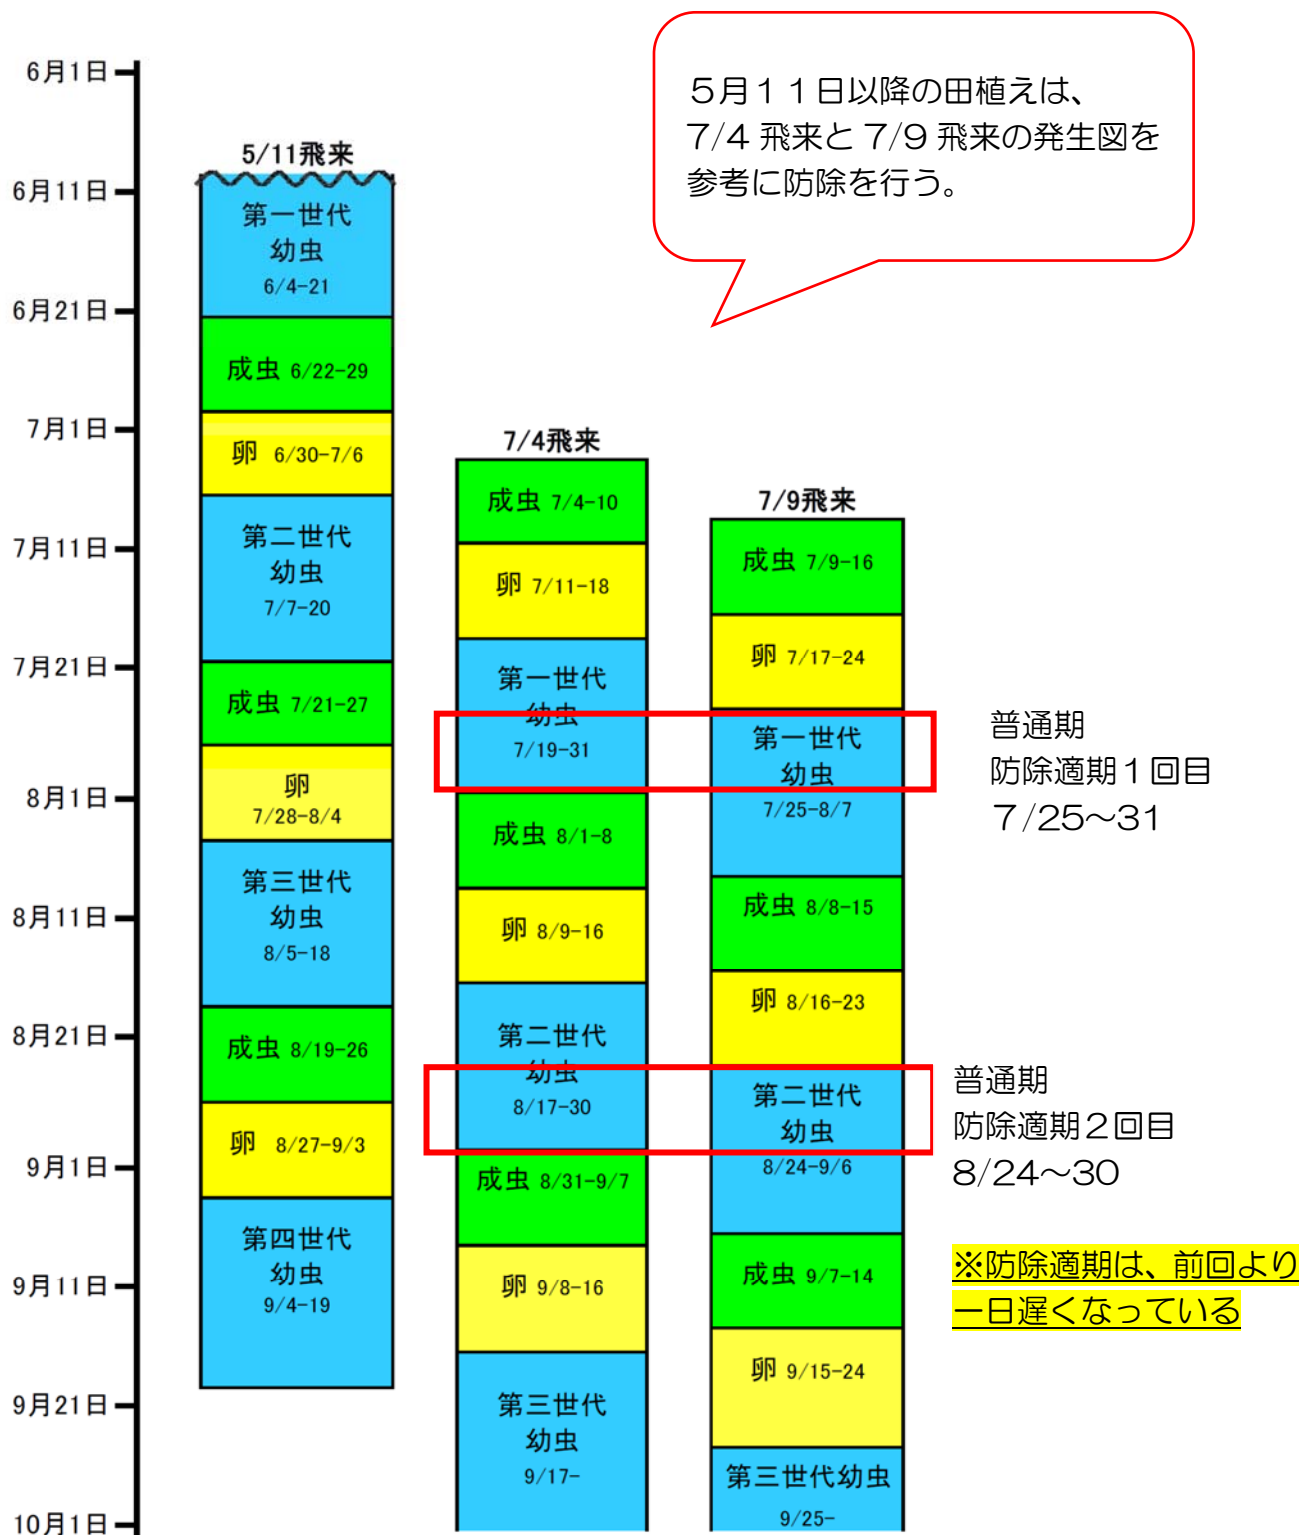 5月11日以降の田植えは、
7/4 飛来と 7/9 飛来の発生図を
参考に防除を行う。
6月1日
6月11日
6月21日
7月1日
7月11日
7月21日
8月1日
8月11日
8月21日
9月1日
9月11日
9月21日
10月1日
5/11飛来
第一世代
幼虫
6/4-21
成虫 6/22-29
卵 6/30-7/6
第二世代
幼虫
7/7-20
成虫 7/21-27
卵
7/28-8/4
第三世代
幼虫
8/5-18
成虫 8/19-26
卵 8/27-9/3
第四世代
幼虫
9/4-19
7/4飛来
成虫 7/4-10
卵 7/11-18
第一世代
幼虫
7/19-31
成虫 8/1-8
卵 8/9-16
第二世代
幼虫
8/17-30
成虫 8/31-9/7
卵 9/8-16
第三世代
幼虫
9/17-
7/9飛来
成虫 7/9-16
卵 7/17-24
第一世代
幼虫
7/25-8/7
成虫 8/8-15
卵 8/16-23
第二世代
幼虫
8/24-9/6
成虫 9/7-14
卵 9/15-24
第三世代幼虫
9/25-
普通期
防除適期1回目
7/25～31
普通期
防除適期2回目
8/24～30
※防除適期は、前回より
一日遅くなっている